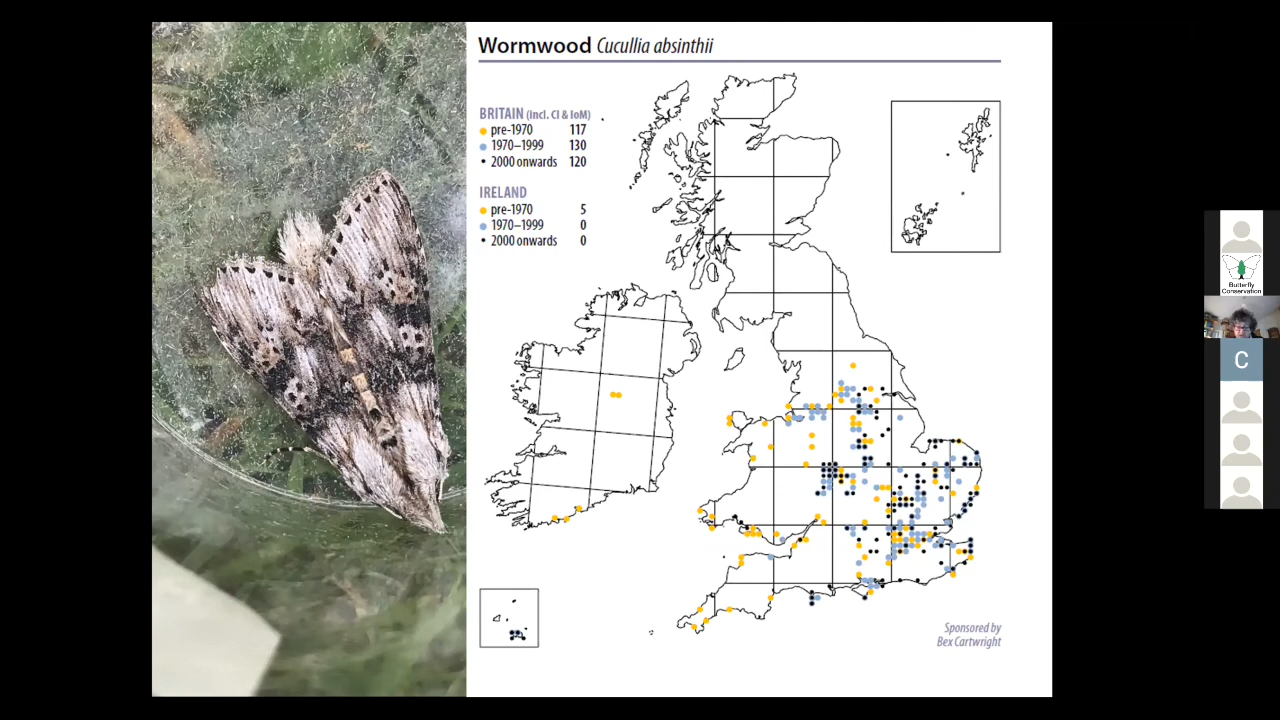 Wormwood Cucullia absinthii
BRITAIN (incl. CI & IoM)
pre-1970 117
1970–1999 130
2000 onwards 120
IRELAND
pre-1970 5
1970–1999 0
2000 onwards 0
Sponsored by
Bex Cartwright
Butterfly
Conservation
C